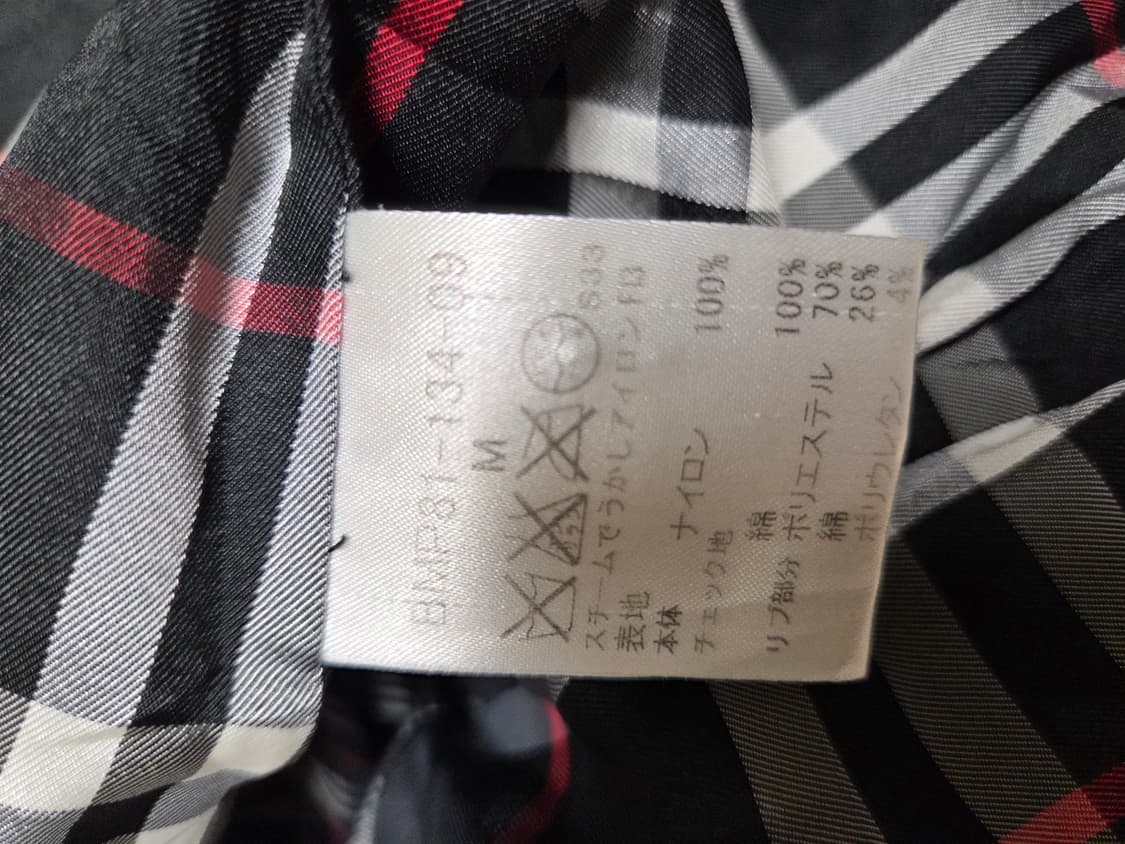 BMP81-134-09
M
S33
スチームでうかしアイロン FB
表地
本体 ナイロン 100%
チェック地
綿 100%
リブ部分 ポリエステル 70%
綿 26%
ポリウレタン 4%